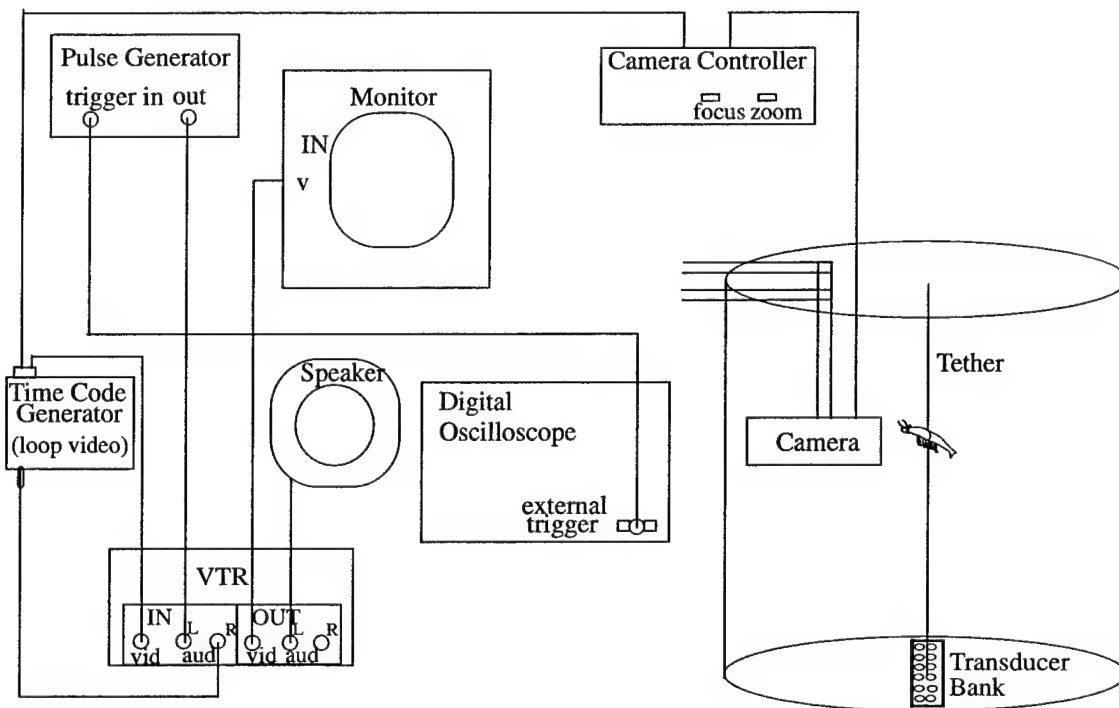 Pulse Generator
trigger in out
Monitor
IN
v
Camera Controller
focus zoom
Tether
Time Code
Generator
(loop video)
Speaker
Digital
Oscilloscope
external
trigger
Camera
VTR
IN OUT
L R L R
vid aud vid aud
Transducer
Bank